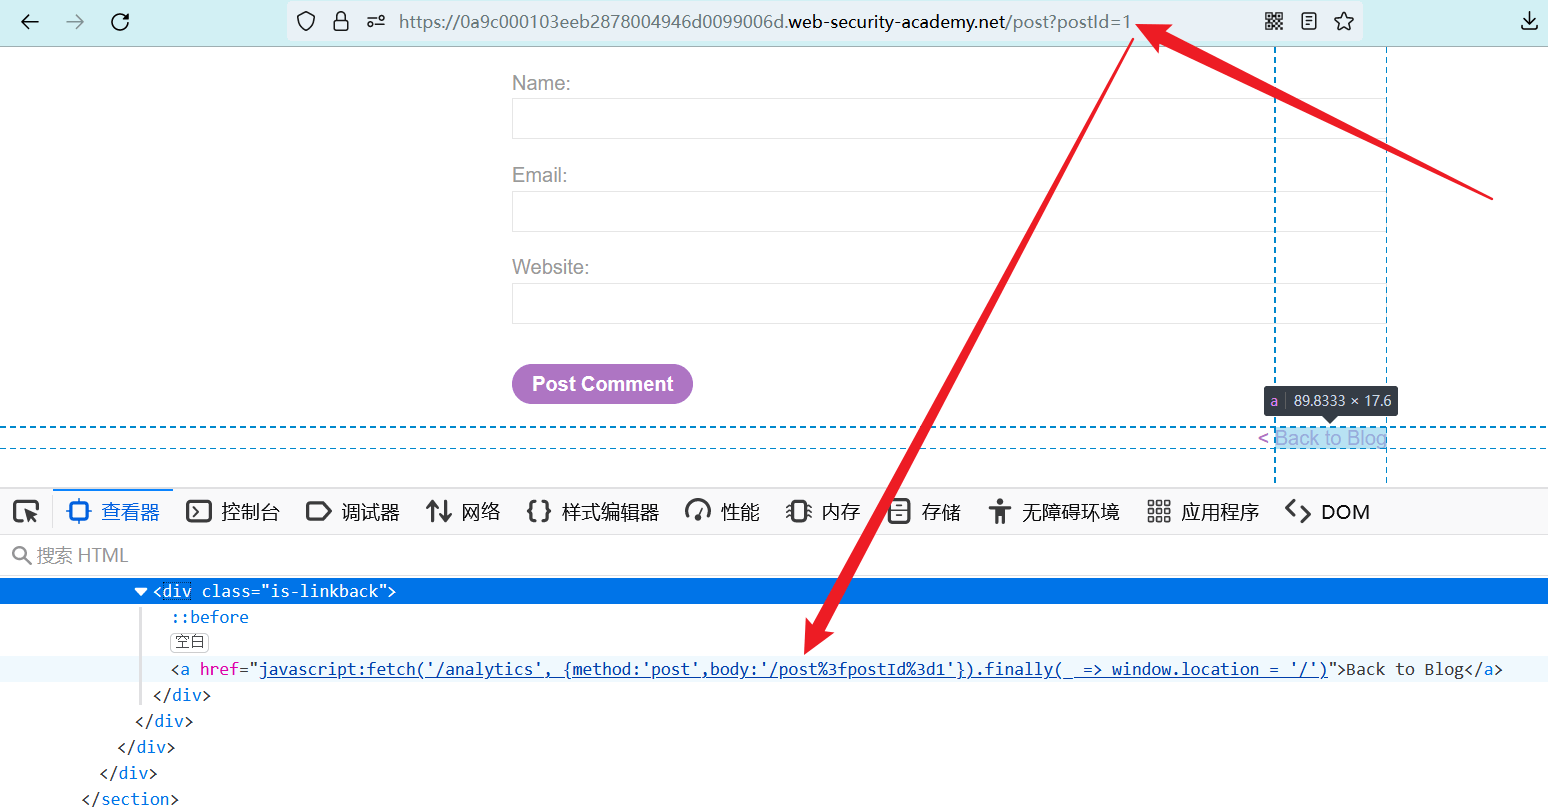 https://0a9c000103eeb2878004946d0099006d.web-security-academy.net/post?postId=1
Name:
Email:
Website:
Post Comment
a 89.8333 × 17.6
< Back to Blog
查看器 控制台 调试器 网络 样式编辑器 性能 内存 存储 无障碍环境 应用程序 DOM
搜索 HTML
<div class="is-linkback">
::before
空白
<a href="javascript:fetch('/analytics', {method:'post',body:'/post%3fpostId%3d1'}).finally(_ => window.location = '/')">Back to Blog</a>
</div>
</div>
</div>
</div>
</section>